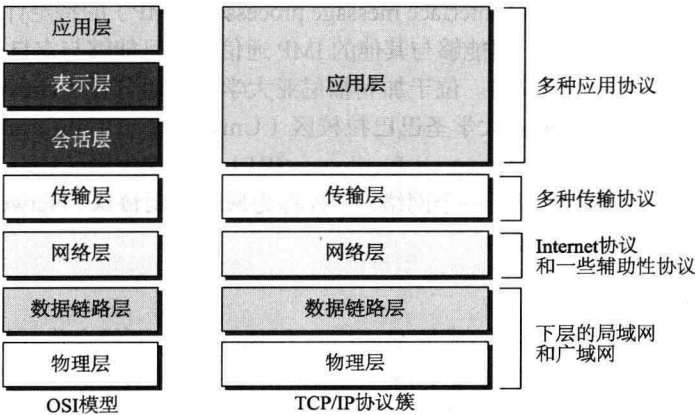 应用层
表示层
会话层
传输层
网络层
数据链路层
物理层
OSI模型
应用层
传输层
网络层
数据链路层
物理层
TCP/IP协议簇
多种应用协议
多种传输协议
Internet协议
和一些辅助性协议
下层的局域网
和广域网